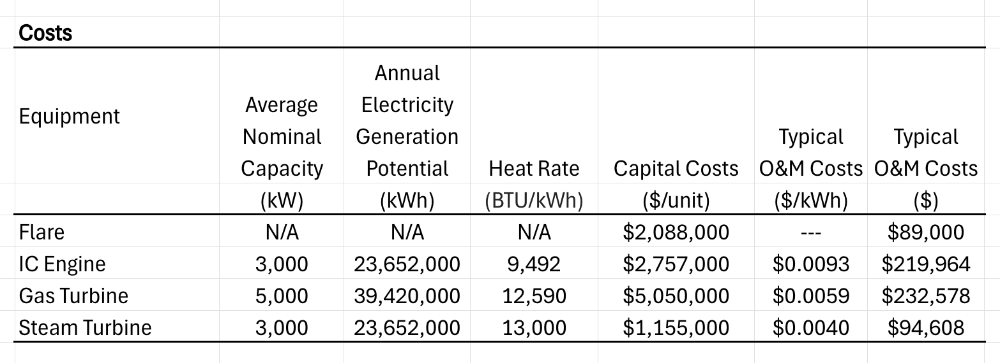 Costs
Annual
Average Electricity
Equipment
Nominal Generation Typical Typical
Capacity Potential Heat Rate Capital Costs O&M Costs O&M Costs
(kW) (kWh) (BTU/kWh) ($/unit) ($/kWh) ($)
Flare N/A N/A N/A $2,088,000 --- $89,000
IC Engine 3,000 23,652,000 9,492 $2,757,000 $0.0093 $219,964
Gas Turbine 5,000 39,420,000 12,590 $5,050,000 $0.0059 $232,578
Steam Turbine 3,000 23,652,000 13,000 $1,155,000 $0.0040 $94,608